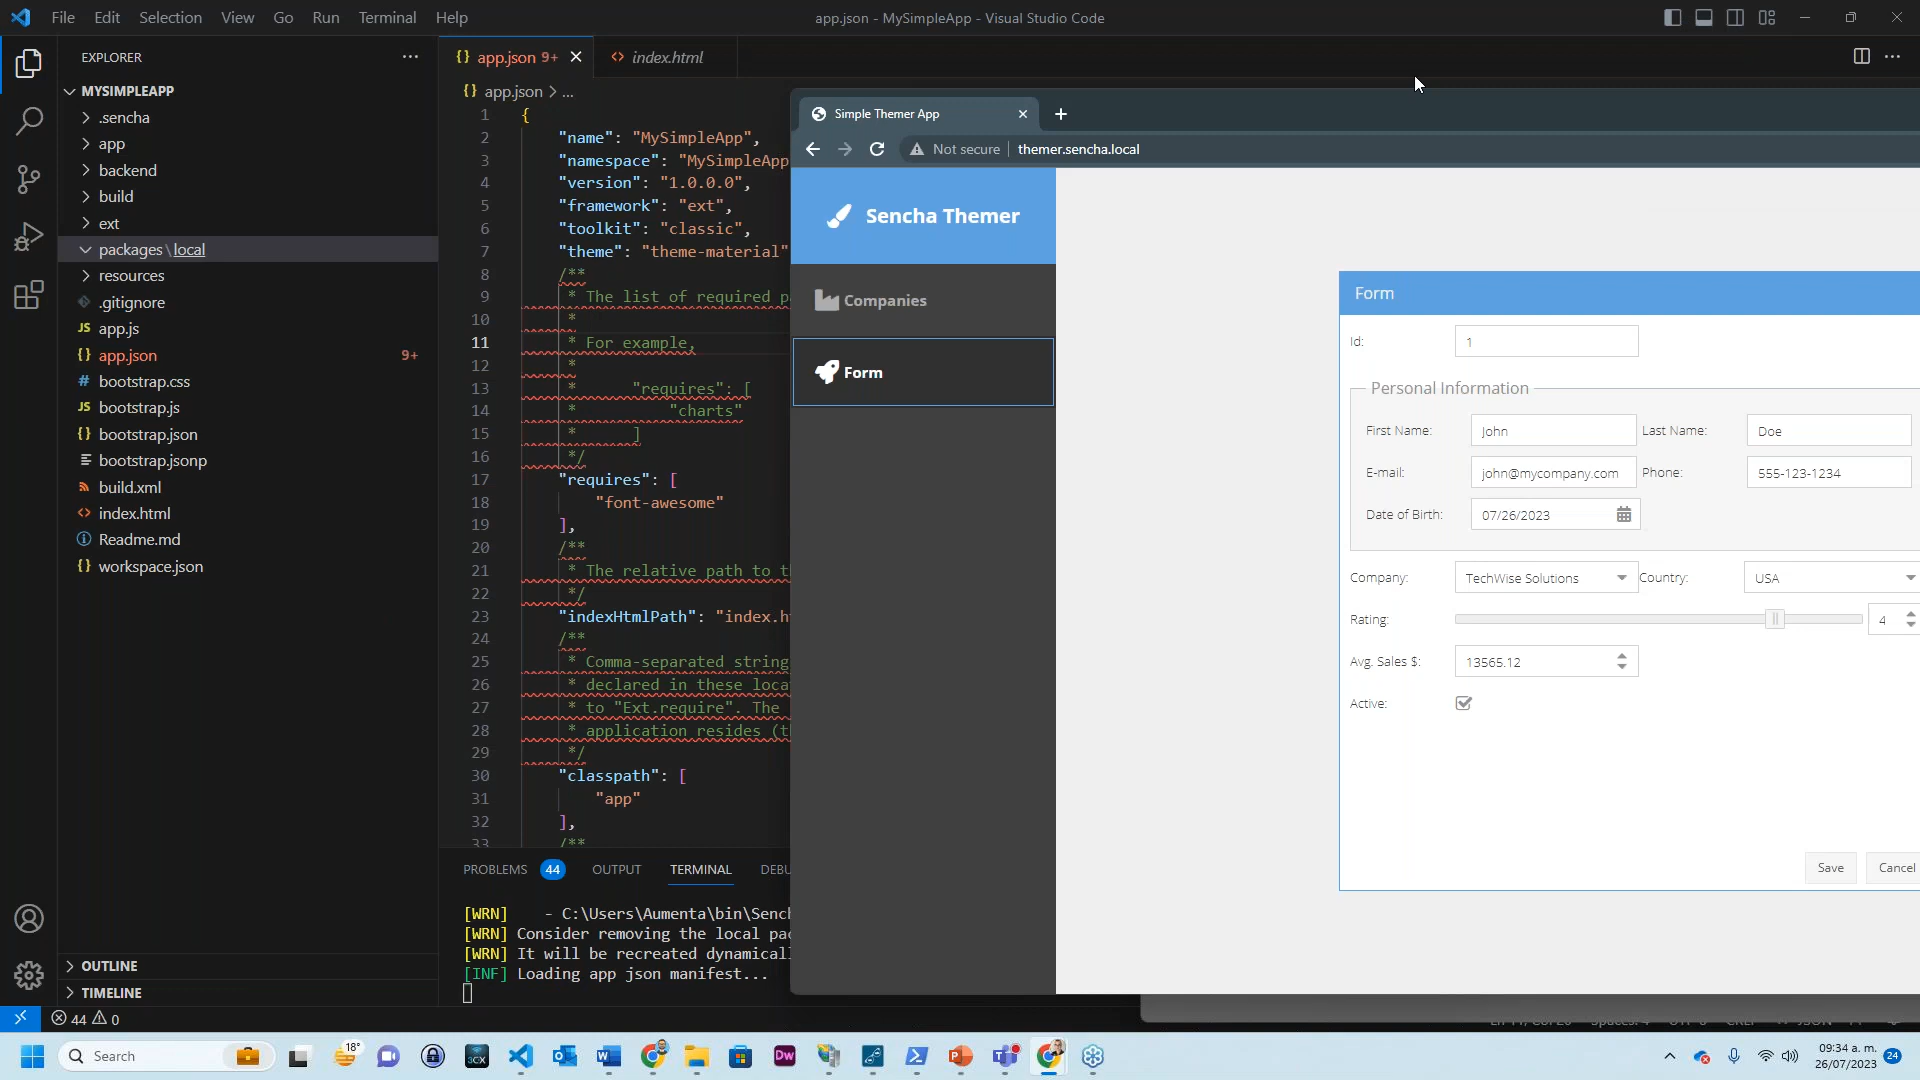 File Edit Selection View Go Run Terminal Help
app.json - MySimpleApp - Visual Studio Code
EXPLORER
MYSIMPLEAPP
.sencha
app
backend
build
ext
packages\local
resources
.gitignore
app.js
app.json 9+
bootstrap.css
bootstrap.js
bootstrap.json
bootstrap.jsonp
build.xml
index.html
Readme.md
workspace.json
OUTLINE
TIMELINE
44 0
app.json 9+
index.html
app.json > ...
1 {
2 "name": "MySimpleApp",
3 "namespace": "MySimpleApp
4 "version": "1.0.0.0",
5 "framework": "ext",
6 "toolkit": "classic",
7 "theme": "theme-material"
8 /**
9 * The list of required p
10 *
11 * For example,
12 *
13 * "requires": [
14 * "charts"
15 * ]
16 */
17 "requires": [
18 "font-awesome"
19 ],
20 /**
21 * The relative path to t
22 */
23 "indexHtmlPath": "index.h
24 /**
25 * Comma-separated string
26 * declared in these loca
27 * to "Ext.require". The
28 * application resides (t
29 */
30 "classpath": [
31 "app"
32 ],
33 /**
PROBLEMS 44 OUTPUT TERMINAL DEBU
[WRN] - C:\Users\Aumenta\bin\Sench
[WRN] Consider removing the local pac
[WRN] It will be recreated dynamical
[INF] Loading app json manifest...
Simple Themer App
Not secure themer.sencha.local
Sencha Themer
Companies
Form
Form
Id: 1
Personal Information
First Name: John Last Name: Doe
E-mail: john@mycompany.com Phone: 555-123-1234
Date of Birth: 07/26/2023
Company: TechWise Solutions Country: USA
Rating: 4
Avg. Sales $: 13565.12
Active:
Save Cancel
Search
18°
3CX
Dw
09:34 a. m.
26/07/2023
24